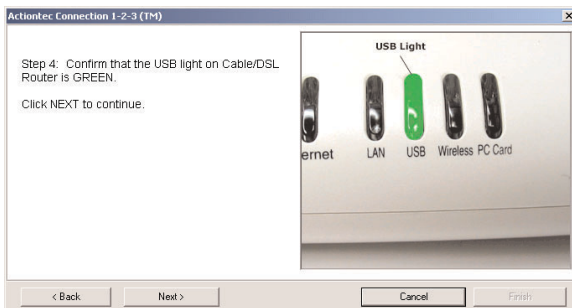 Actiontec Connection 1-2-3 (TM)
Step 4: Confirm that the USB light on Cable/DSL
Router is GREEN.
Click NEXT to continue.
USB Light
ernet LAN USB Wireless PC Card
< Back Next > Cancel Finish